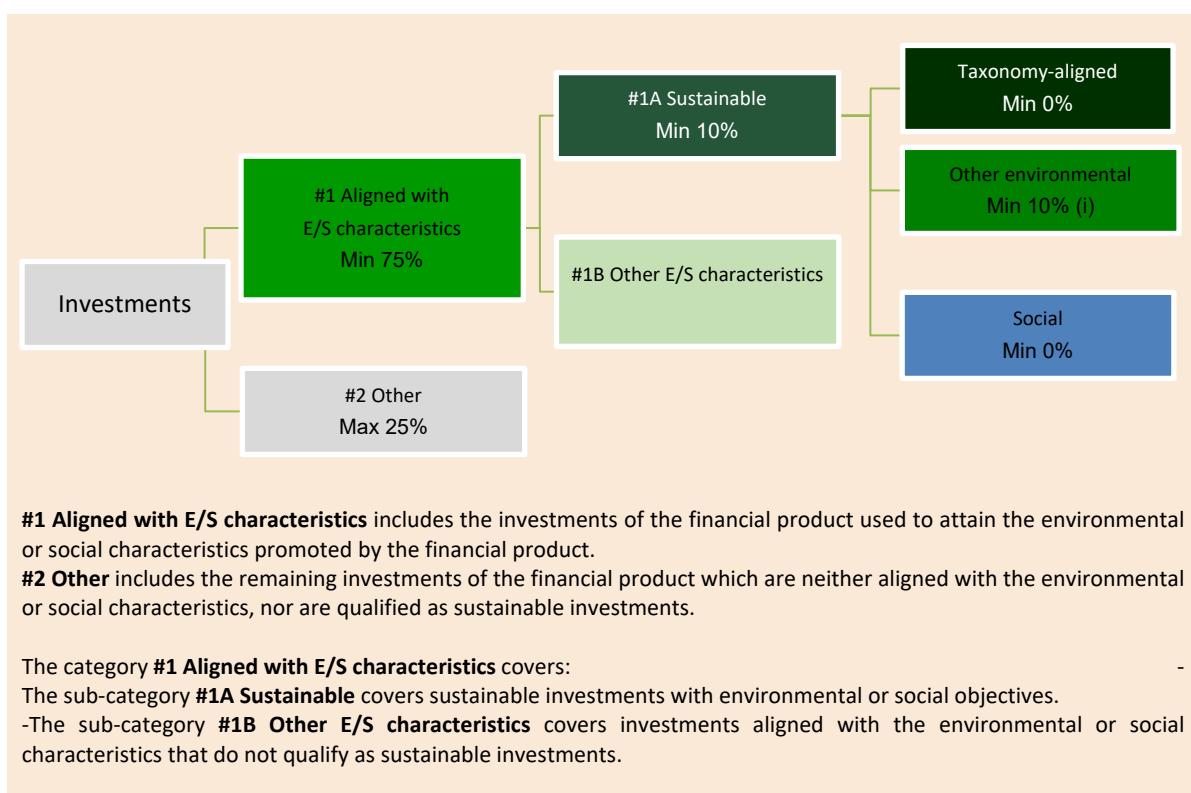 Investments
#1 Aligned with
E/S characteristics
Min 75%
#2 Other
Max 25%
#1A Sustainable
Min 10%
#1B Other E/S characteristics
Taxonomy-aligned
Min 0%
Other environmental
Min 10% (i)
Social
Min 0%
#1 Aligned with E/S characteristics includes the investments of the financial product used to attain the environmental
or social characteristics promoted by the financial product.
#2 Other includes the remaining investments of the financial product which are neither aligned with the environmental
or social characteristics, nor are qualified as sustainable investments.
The category #1 Aligned with E/S characteristics covers: -
The sub-category #1A Sustainable covers sustainable investments with environmental or social objectives.
-The sub-category #1B Other E/S characteristics covers investments aligned with the environmental or social
characteristics that do not qualify as sustainable investments.